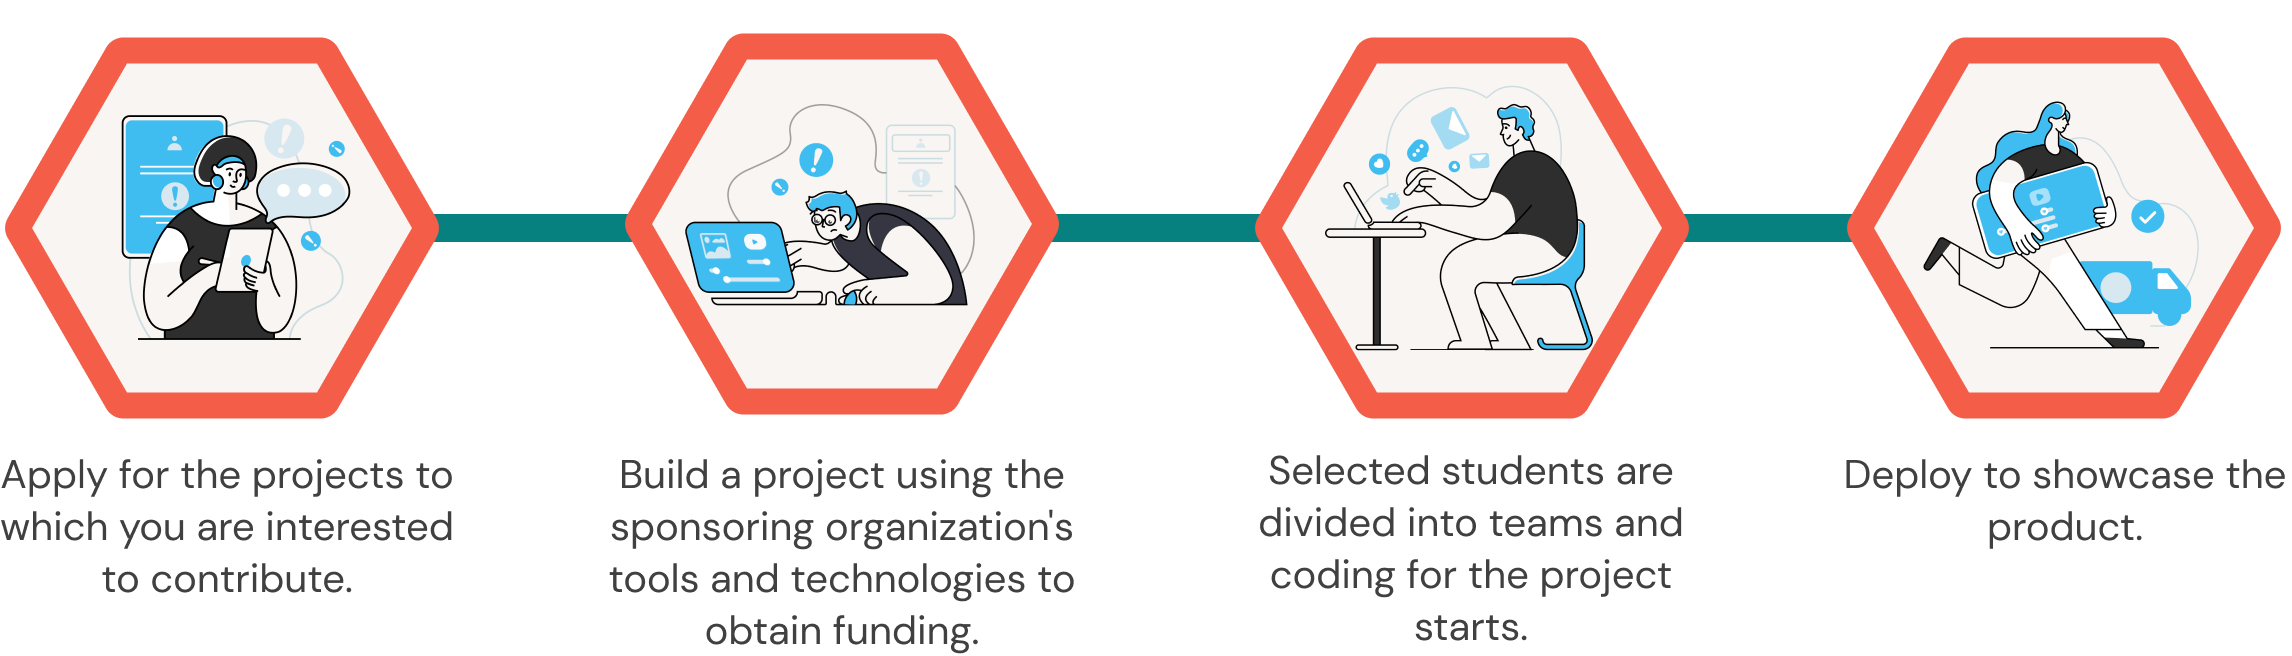 Apply for the projects to
which you are interested
to contribute.
Build a project using the
sponsoring organization's
tools and technologies to
obtain funding.
Selected students are
divided into teams and
coding for the project
starts.
Deploy to showcase the
product.